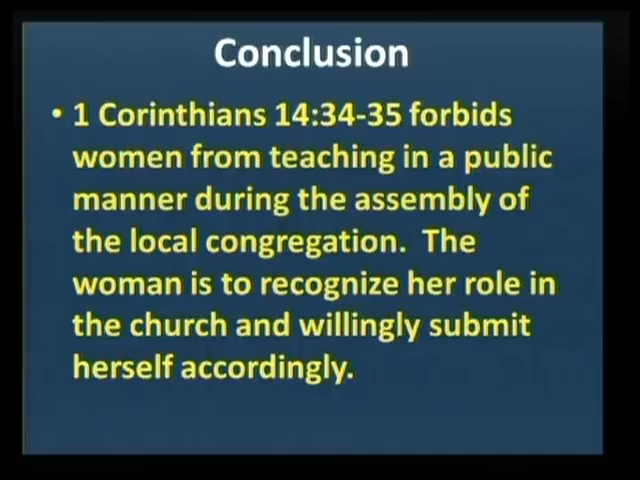 Conclusion
• 1 Corinthians 14:34-35 forbids
women from teaching in a public
manner during the assembly of
the local congregation.  The
woman is to recognize her role in
the church and willingly submit
herself accordingly.